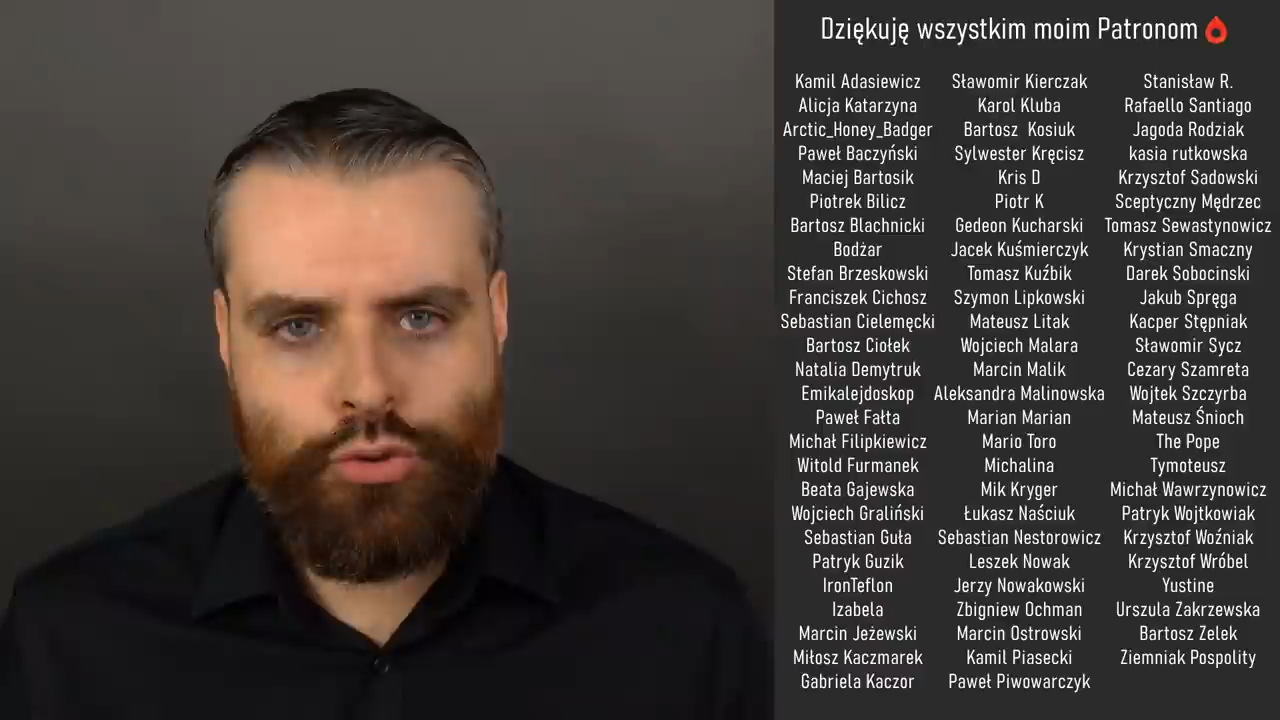 Dziękuję wszystkim moim Patronom
Kamil Adasiewicz
Alicja Katarzyna
Arctic_Honey_Badger
Paweł Baczyński
Maciej Bartosik
Piotrek Bilicz
Bartosz Blachnicki
Bodżar
Stefan Brzeskowski
Franciszek Cichosz
Sebastian Cielemęcki
Bartosz Ciołek
Natalia Demytruk
Emikalejdoskop
Paweł Fałta
Michał Filipkiewicz
Witold Furmanek
Beata Gajewska
Wojciech Graliński
Sebastian Guła
Patryk Guzik
IronTeflon
Izabela
Marcin Jeżewski
Miłosz Kaczmarek
Gabriela Kaczor
Sławomir Kierczak
Karol Kluba
Bartosz Kosiuk
Sylwester Kręcisz
Kris D
Piotr K
Gedeon Kucharski
Jacek Kuśmierczyk
Tomasz Kuźbik
Szymon Lipkowski
Mateusz Litak
Wojciech Malara
Marcin Malik
Aleksandra Malinowska
Marian Marian
Mario Toro
Michalina
Mik Kryger
Łukasz Naściuk
Sebastian Nestorowicz
Leszek Nowak
Jerzy Nowakowski
Zbigniew Ochman
Marcin Ostrowski
Kamil Piasecki
Paweł Piwowarczyk
Stanisław R.
Rafaello Santiago
Jagoda Rodziak
kasia rutkowska
Krzysztof Sadowski
Sceptyczny Mędrzec
Tomasz Sewastynowicz
Krystian Smaczny
Darek Sobocinski
Jakub Spręga
Kacper Stępniak
Sławomir Sycz
Cezary Szamreta
Wojtek Szczyrba
Mateusz Śnioch
The Pope
Tymoteusz
Michał Wawrzynowicz
Patryk Wojtkowiak
Krzysztof Woźniak
Krzysztof Wróbel
Yustine
Urszula Zakrzewska
Bartosz Zelek
Ziemniak Pospolity